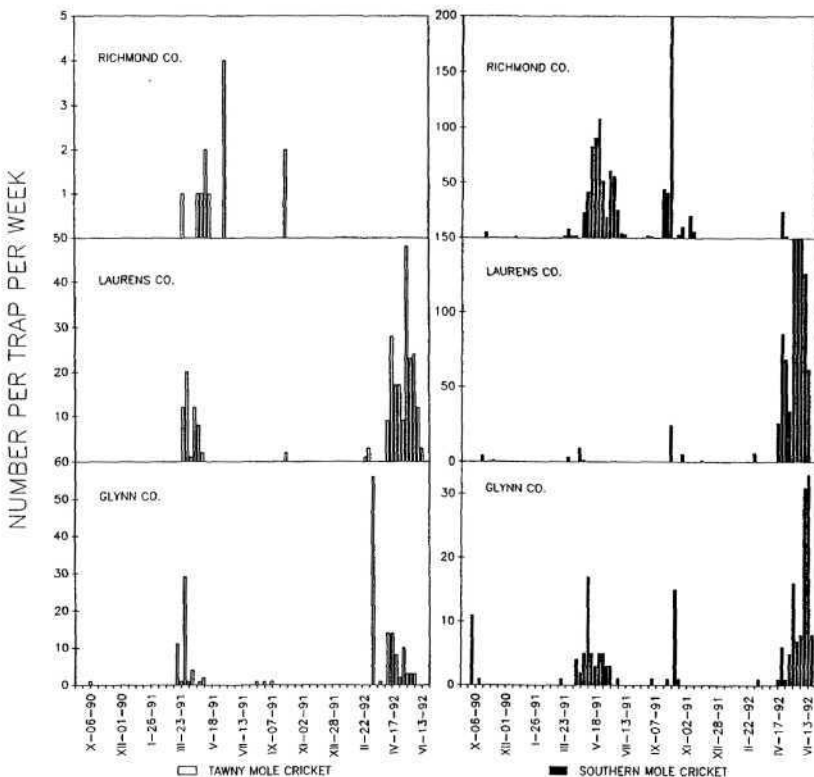 NUMBER PER TRAP PER WEEK
5
4
3
2
1
RICHMOND CO.
50
40
30
20
10
LAURENS CO.
60
50
40
30
20
10
0
GLYNN CO.
X-06-90
XII-01-90
I-26-91
III-23-91
V-18-91
VII-13-91
IX-07-91
XI-02-91
XII-28-91
II-22-92
IV-17-92
VI-13-92
TAWNY MOLE CRICKET
200
150
100
50
RICHMOND CO.
150
100
50
0
LAURENS CO.
30
20
10
0
GLYNN CO.
X-06-90
XII-01-90
I-26-91
III-23-91
V-18-91
VII-13-91
IX-07-91
XI-02-91
XII-28-91
II-22-92
IV-17-92
VI-13-92
SOUTHERN MOLE CRICKET